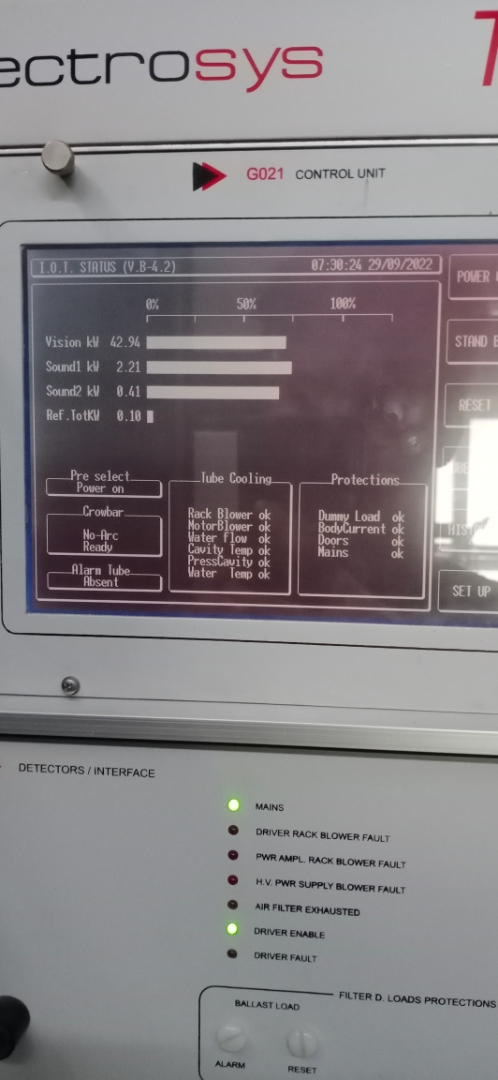 ectrosys
G021 CONTROL UNIT
I.O.T. STATUS (V.B-4.2) 07:30:24 29/09/2022
POWER
STAND
RESET
SET UP
0% 50% 100%
Vision kW 42.94
Sound1 kW 2.21
Sound2 kW 0.41
Ref.TotKW 0.10
Pre select
Power on
Crowbar
No-Arc
Ready
Alarm Tube
Absent
Tube Cooling
Rack Blower ok
MotorBlower ok
Water flow ok
Cavity Temp ok
PressCavity ok
Water Temp ok
Protections
Dummy Load ok
BodyCurrent ok
Doors ok
Mains ok
DETECTORS / INTERFACE
MAINS
DRIVER RACK BLOWER FAULT
PWR AMPL. RACK BLOWER FAULT
H.V. PWR SUPPLY BLOWER FAULT
AIR FILTER EXHAUSTED
DRIVER ENABLE
DRIVER FAULT
FILTER D. LOADS PROTECTIONS
BALLAST LOAD
ALARM RESET